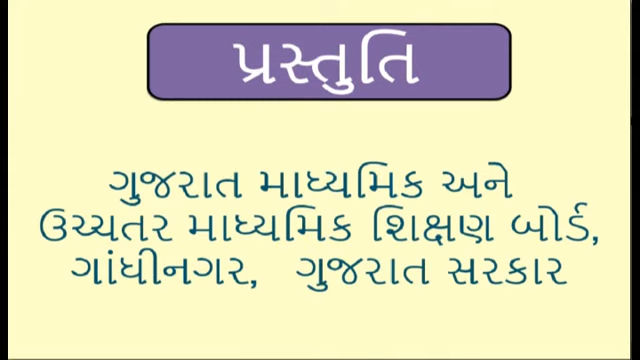 પ્રસ્તુતિ
ગુજરાત માધ્યમિક અને
ઉચ્ચતર માધ્યમિક શિક્ષણ બોર્ડ,
ગાંધીનગર, ગુજરાત સરકાર